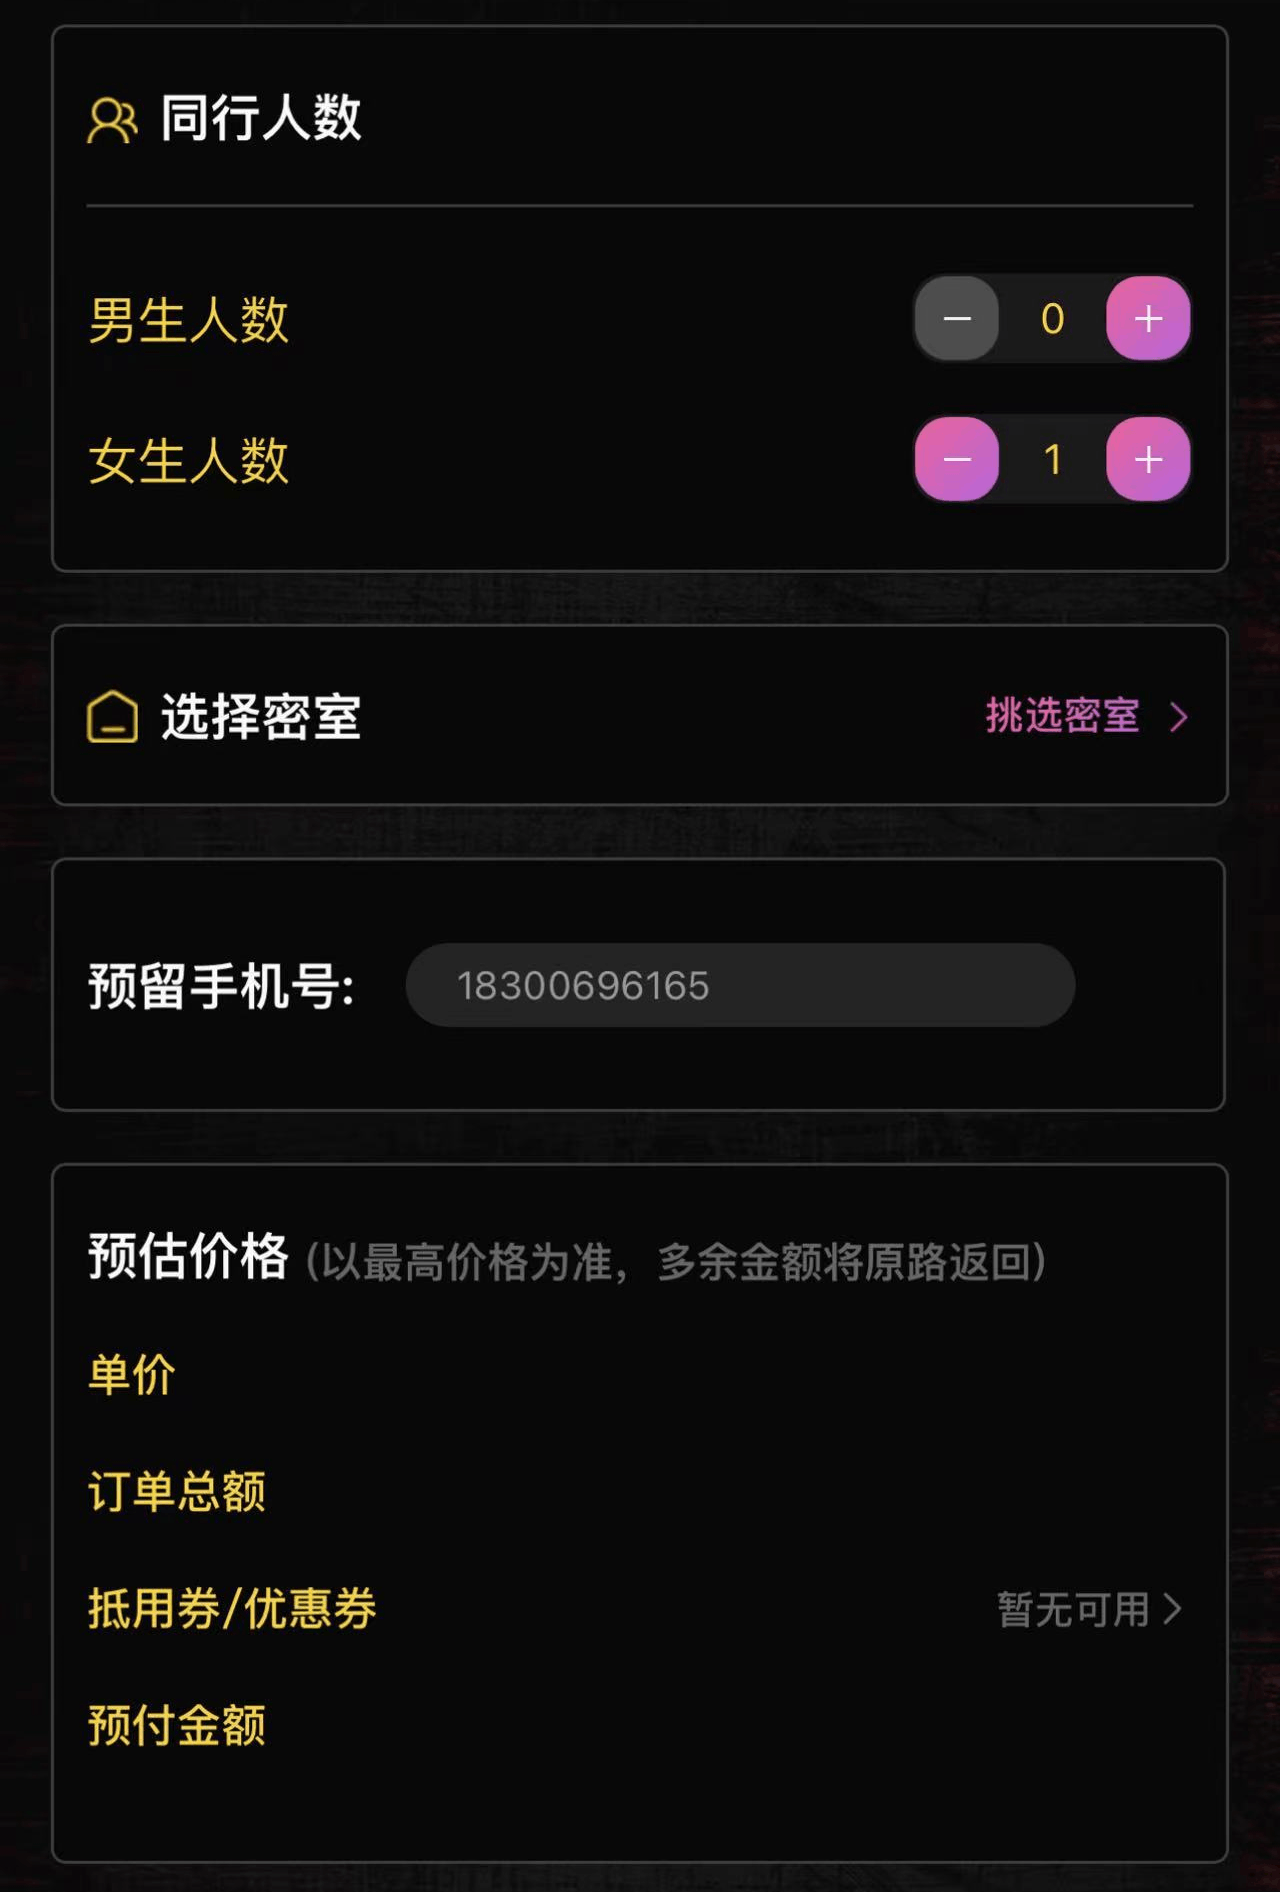 同行人数
男生人数 － 0 ＋
女生人数 － 1 ＋
选择密室 挑选密室 >
预留手机号: 18300696165
预估价格 (以最高价格为准，多余金额将原路返回)
单价
订单总额
抵用券/优惠券 暂无可用 >
预付金额